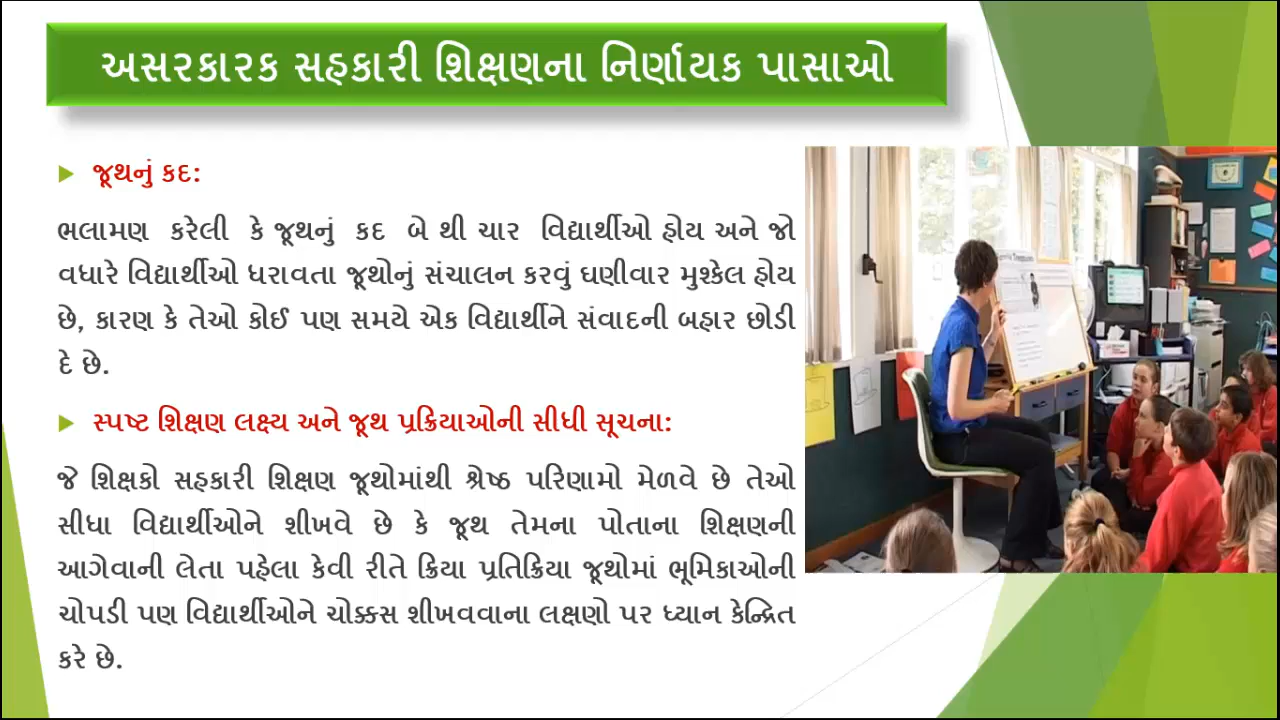 અસરકારક સહકારી શિક્ષણના નિર્ણાયક પાસાઓ
જૂથનું કદ:
ભલામણ કરેલી કે જૂથનું કદ બે થી ચાર વિદ્યાર્થીઓ હોય અને જો
વધારે વિદ્યાર્થીઓ ધરાવતા જૂથોનું સંચાલન કરવું ઘણીવાર મુશ્કેલ હોય
છે, કારણ કે તેઓ કોઈ પણ સમયે એક વિદ્યાર્થીને સંવાદની બહાર છોડી
દે છે.
સ્પષ્ટ શિક્ષણ લક્ષ્ય અને જૂથ પ્રક્રિયાઓની સીધી સૂચના:
જે શિક્ષકો સહકારી શિક્ષણ જૂથોમાંથી શ્રેષ્ઠ પરિણામો મેળવે છે તેઓ
સીધા વિદ્યાર્થીઓને શીખવે છે કે જૂથ તેમના પોતાના શિક્ષણની
આગેવાની લેતા પહેલા કેવી રીતે ક્રિયા પ્રતિક્રિયા જૂથોમાં ભૂમિકાઓની
ચોપડી પણ વિદ્યાર્થીઓને ચોક્કસ શીખવવાના લક્ષણો પર ધ્યાન કેન્દ્રિત
કરે છે.